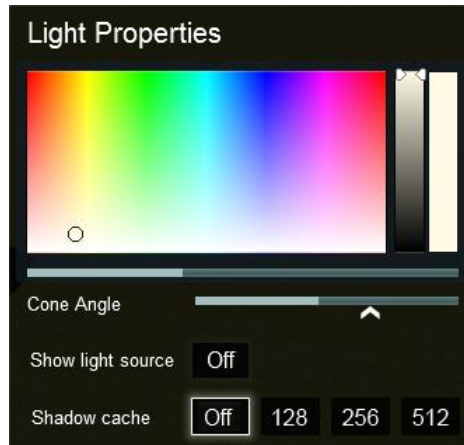 Light Properties
Cone Angle
Show light source Off
Shadow cache Off 128 256 512